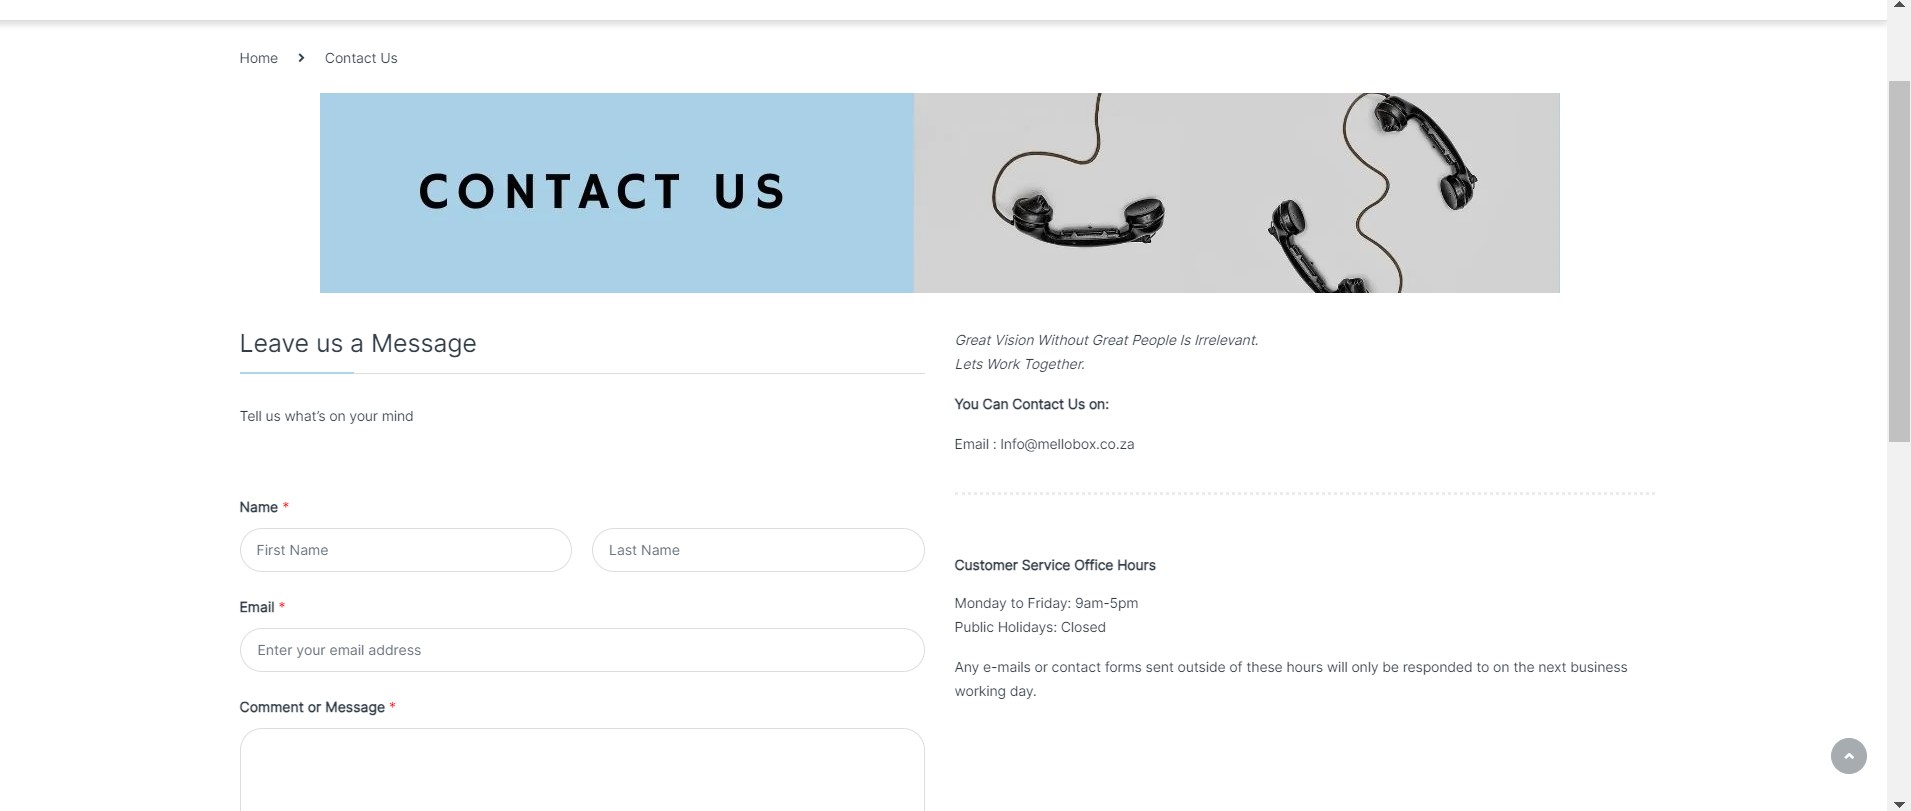 Home
Contact Us
CONTACT US
Leave us a Message
Tell us what's on your mind
Name *
First Name
Last Name
Email *
Enter your email address
Comment or Message *
Great Vision Without Great People Is Irrelevant.
Lets Work Together.
You Can Contact Us on:
Email : Info@mellobox.co.za
Customer Service Office Hours
Monday to Friday: 9am-5pm
Public Holidays: Closed
Any e-mails or contact forms sent outside of these hours will only be responded to on the next business
working day.